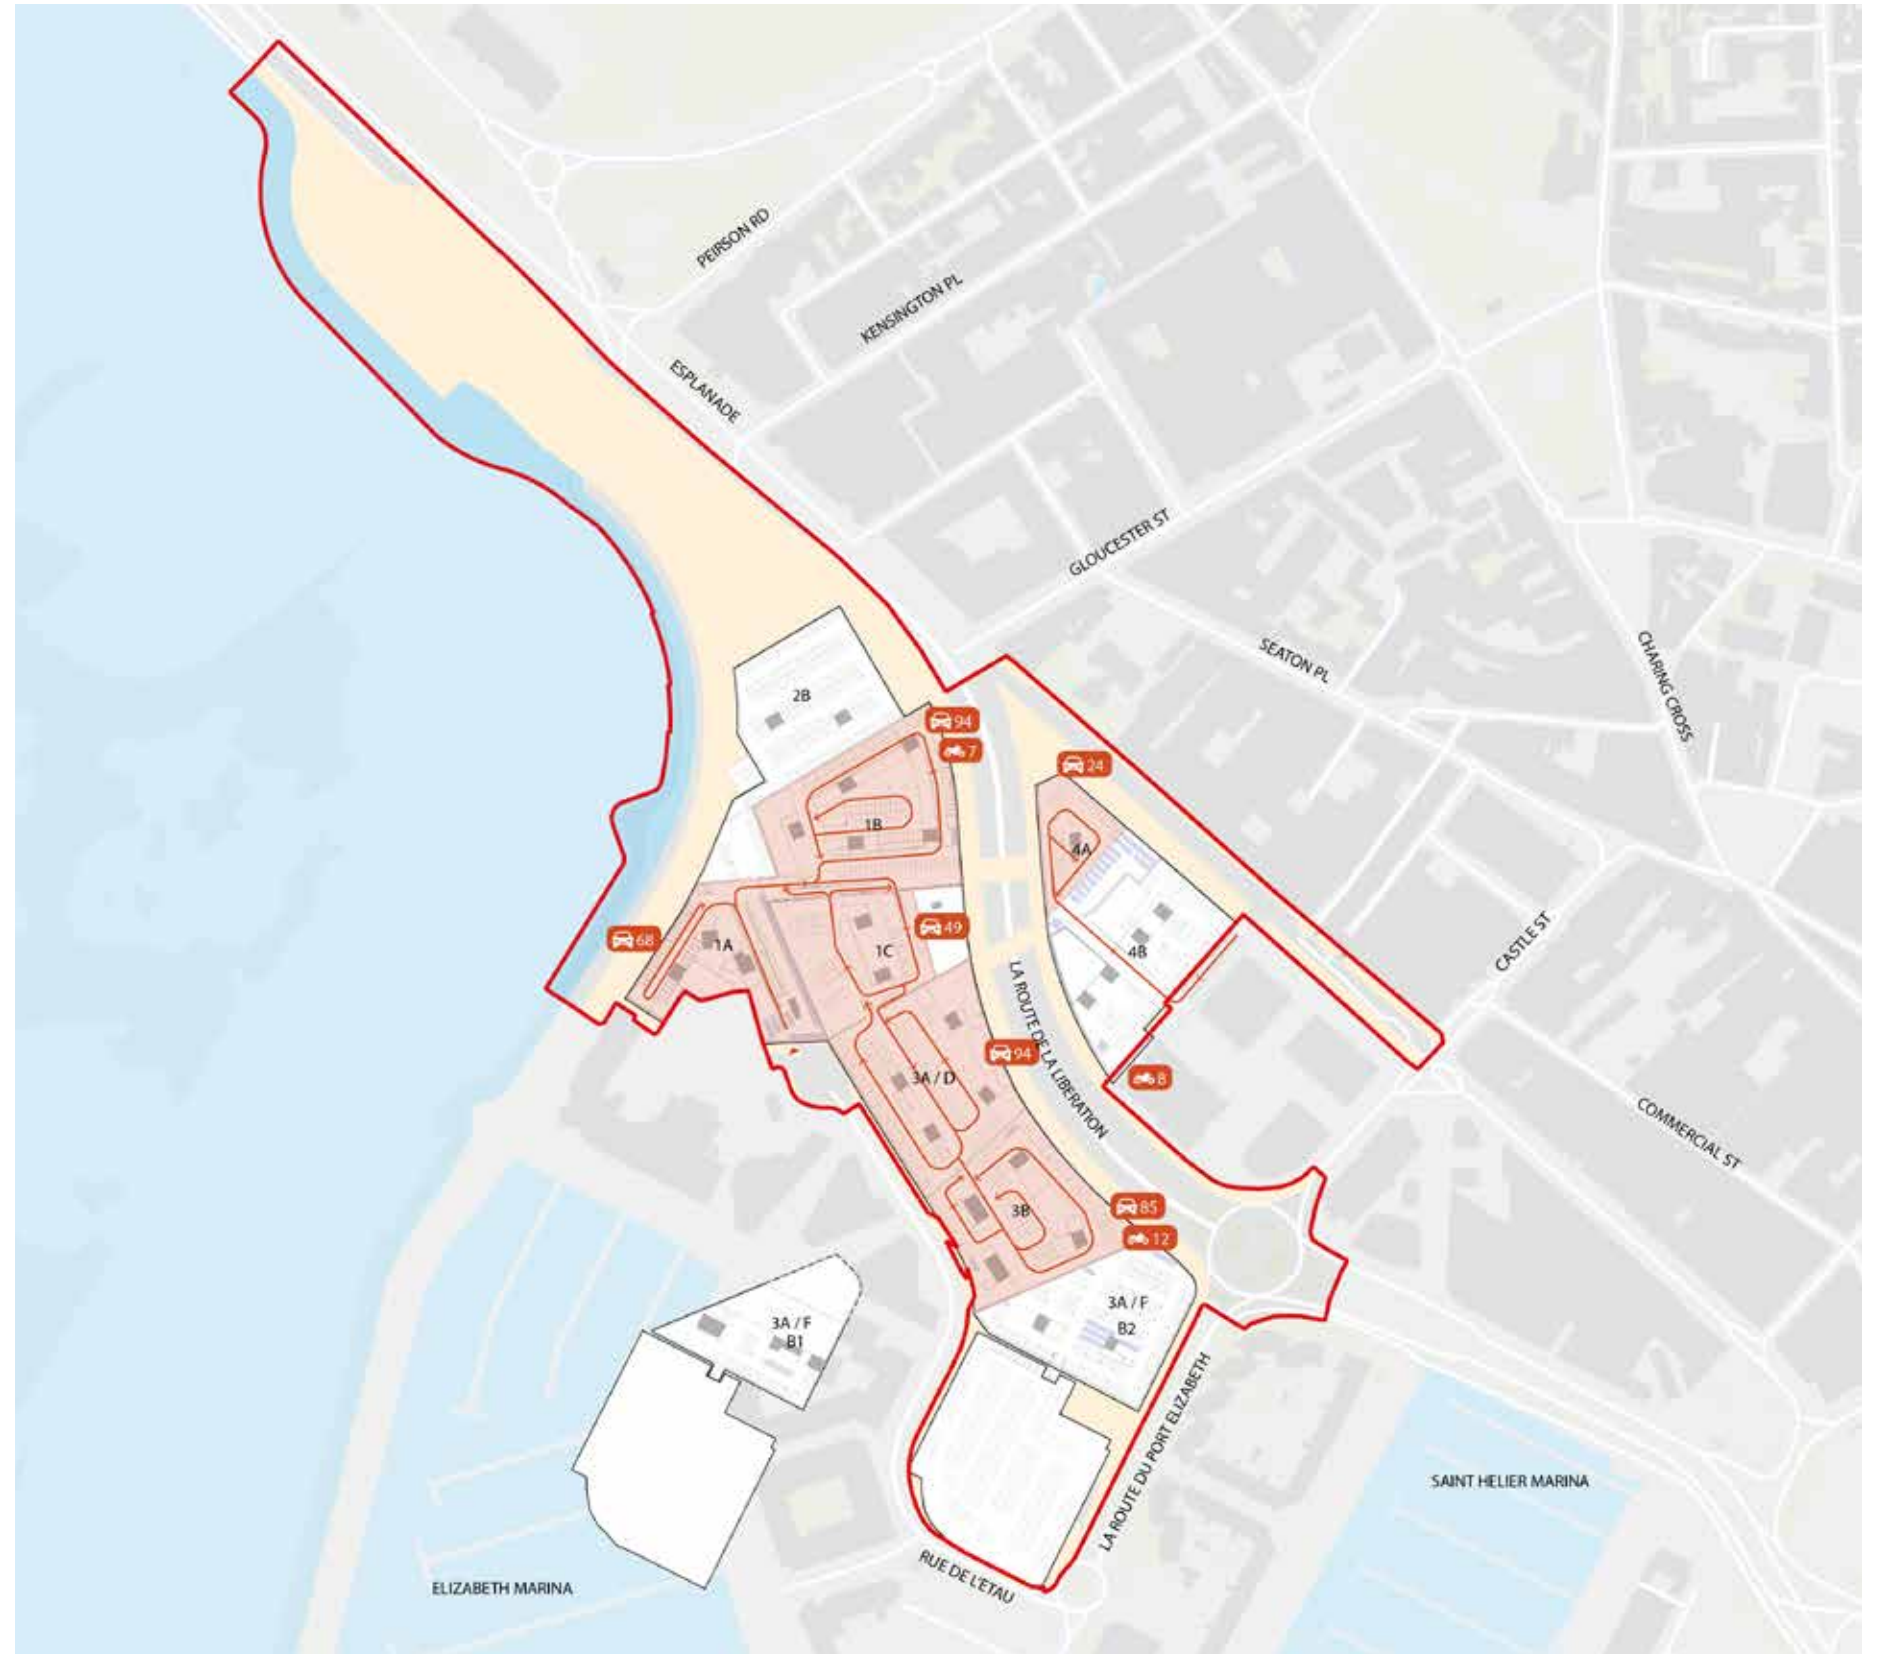 PEIRSON RD
KENSINGTON PL
ESPLANADE
GLOUCESTER ST
SEATON PL
CHARING CROSS
2B
94
7
24
1B
4A
68
1A
49
1C
4B
CASTLE ST
LA ROUTE DE LA LIBERATION
94
3A / D
8
COMMERCIAL ST
3B
85
12
3A / F
B1
3A / F
B2
LA ROUTE DU PORT ELIZABETH
SAINT HELIER MARINA
RUE DE L'ETAU
ELIZABETH MARINA